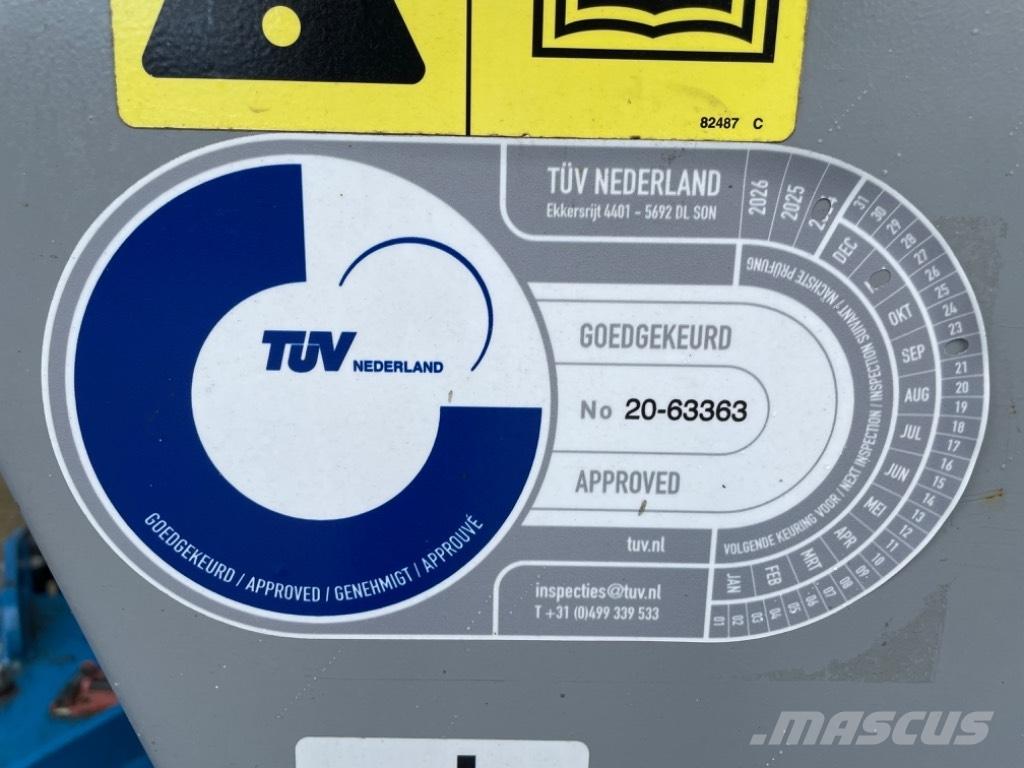 82487 C
TÜV NEDERLAND
Ekkersrijt 4401 - 5692 DL SON
2026
2025
TÜV NEDERLAND
GOEDGEKEURD
No 20-63363
APPROVED
GOEDGEKEURD / APPROVED / GENEHMIGT / APPROUVÉ
tuv.nl
inspecties@tuv.nl
T +31 (0)499 339 533
VOLGENDE KEURING VOOR / NEXT INSPECTION / INSPECTION SUIVANT / NÄCHSTE PRÜFUNG
JAN
FEB
MRT
APR
MEI
JUN
JUL
AUG
SEP
OKT
DEC
01
02
03
04
05
06
07
08
09
10
11
12
13
14
15
16
17
18
19
20
21
23
24
25
26
27
28
29
30
31
MASCUS